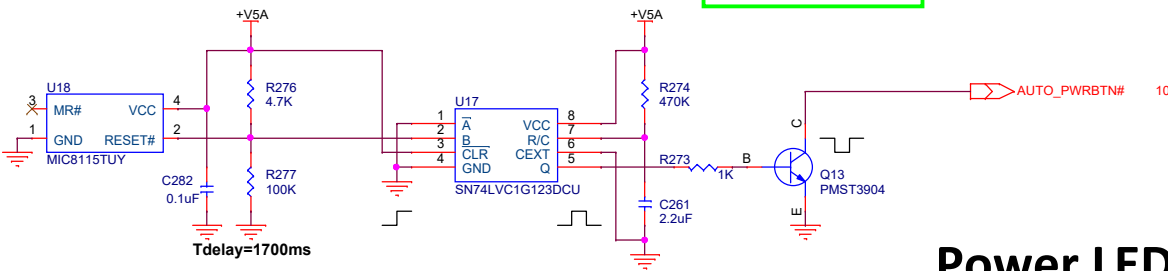 +V5A
+V5A
U18
3
MR#
VCC
4
1
GND
RESET#
2
MIC8115TUY
R276
4.7K
R277
100K
C282
0.1uF
Tdelay=1700ms
U17
1
A
VCC
8
2
B
R/C
7
3
CLR
CEXT
6
4
GND
Q
5
SN74LVC1G123DCU
R274
470K
R273
1K
C261
2.2uF
B
C
E
Q13
PMST3904
AUTO_PWRBTN#
10
Power LED